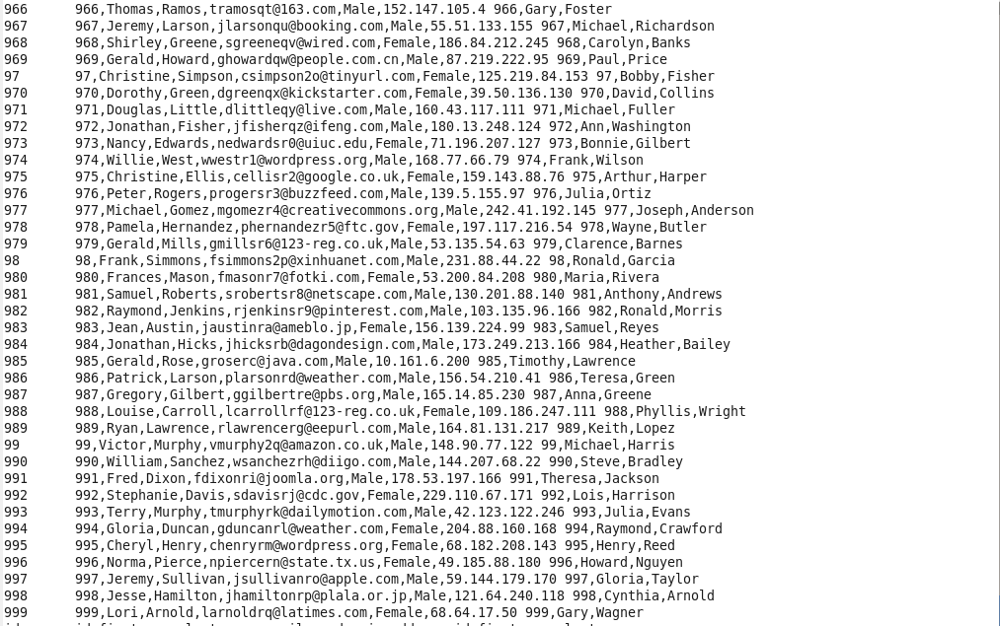 966 966,Thomas,Ramos,tramosqt@163.com,Male,152.147.105.4 966,Gary,Foster
967 967,Jeremy,Larson,jlarsonqu@booking.com,Male,55.51.133.155 967,Michael,Richardson
968 968,Shirley,Greene,sgreeneqv@wired.com,Female,186.84.212.245 968,Carolyn,Banks
969 969,Gerald,Howard,ghowardqw@people.com.cn,Male,87.219.222.95 969,Paul,Price
97 97,Christine,Simpson,csimpson2o@tinyurl.com,Female,125.219.84.153 97,Bobby,Fisher
970 970,Dorothy,Green,dgreenqx@kickstarter.com,Female,39.50.136.130 970,David,Collins
971 971,Douglas,Little,dlittleqy@live.com,Male,160.43.117.111 971,Michael,Fuller
972 972,Jonathan,Fisher,jfisherqz@ifeng.com,Male,180.13.248.124 972,Ann,Washington
973 973,Nancy,Edwards,nedwardsr0@uiuc.edu,Female,71.196.207.127 973,Bonnie,Gilbert
974 974,Willie,West,wwestr1@wordpress.org,Male,168.77.66.79 974,Frank,Wilson
975 975,Christine,Ellis,cellisr2@google.co.uk,Female,159.143.88.76 975,Arthur,Harper
976 976,Peter,Rogers,progersr3@buzzfeed.com,Male,139.5.155.97 976,Julia,Ortiz
977 977,Michael,Gomez,mgomezr4@creativecommons.org,Male,242.41.192.145 977,Joseph,Anderson
978 978,Pamela,Hernandez,phernandezr5@ftc.gov,Female,197.117.216.54 978,Wayne,Butler
979 979,Gerald,Mills,gmillsr6@123-reg.co.uk,Male,53.135.54.63 979,Clarence,Barnes
98 98,Frank,Simmons,fsimmons2p@xinhuanet.com,Male,231.88.44.22 98,Ronald,Garcia
980 980,Frances,Mason,fmasonr7@fotki.com,Female,53.200.84.208 980,Maria,Rivera
981 981,Samuel,Roberts,srobertsr8@netscape.com,Male,130.201.88.140 981,Anthony,Andrews
982 982,Raymond,Jenkins,rjenkinsr9@pinterest.com,Male,103.135.96.166 982,Ronald,Morris
983 983,Jean,Austin,jaustinra@ameblo.jp,Female,156.139.224.99 983,Samuel,Reyes
984 984,Jonathan,Hicks,jhicksrb@dagondesign.com,Male,173.249.213.166 984,Heather,Bailey
985 985,Gerald,Rose,groserc@java.com,Male,10.161.6.200 985,Timothy,Lawrence
986 986,Patrick,Larson,plarsonrd@weather.com,Male,156.54.210.41 986,Teresa,Green
987 987,Gregory,Gilbert,ggilbertre@pbs.org,Male,165.14.85.230 987,Anna,Greene
988 988,Louise,Carroll,lcarrollrf@123-reg.co.uk,Female,109.186.247.111 988,Phyllis,Wright
989 989,Ryan,Lawrence,rlawrencerg@eepurl.com,Male,164.81.131.217 989,Keith,Lopez
99 99,Victor,Murphy,vmurphy2q@amazon.co.uk,Male,148.90.77.122 99,Michael,Harris
990 990,William,Sanchez,wsanchezrh@diigo.com,Male,144.207.68.22 990,Steve,Bradley
991 991,Fred,Dixon,fdixonri@joomla.org,Male,178.53.197.166 991,Theresa,Jackson
992 992,Stephanie,Davis,sdavisrj@cdc.gov,Female,229.110.67.171 992,Lois,Harrison
993 993,Terry,Murphy,tmurphyrk@dailymotion.com,Male,42.123.122.246 993,Julia,Evans
994 994,Gloria,Duncan,gduncanrl@weather.com,Female,204.88.160.168 994,Raymond,Crawford
995 995,Cheryl,Henry,chenryrm@wordpress.org,Female,68.182.208.143 995,Henry,Reed
996 996,Norma,Pierce,npiercern@state.tx.us,Female,49.185.88.180 996,Howard,Nguyen
997 997,Jeremy,Sullivan,jsullivanro@apple.com,Male,59.144.179.170 997,Gloria,Taylor
998 998,Jesse,Hamilton,jhamiltonrp@plala.or.jp,Male,121.64.240.118 998,Cynthia,Arnold
999 999,Lori,Arnold,larnoldrq@latimes.com,Female,68.64.17.50 999,Gary,Wagner